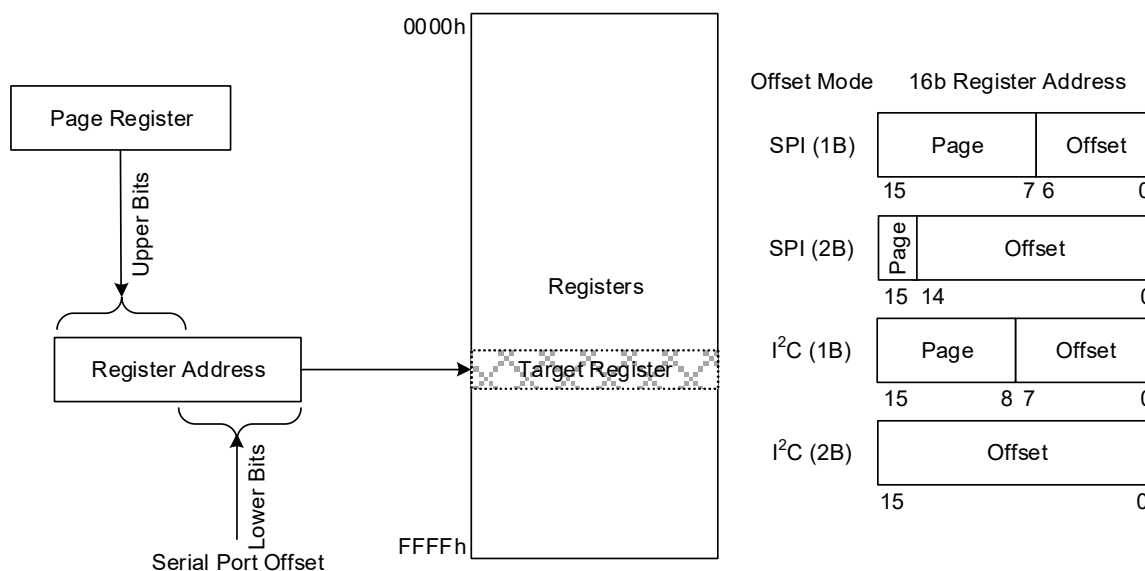 0000h
Page Register
Upper Bits
Register Address
Lower Bits
Serial Port Offset
Registers
Target Register
FFFFh
Offset Mode 16b Register Address
SPI (1B) Page Offset
15 7 6 0
SPI (2B) Page Offset
15 14 0
I²C (1B) Page Offset
15 8 7 0
I²C (2B) Offset
15 0